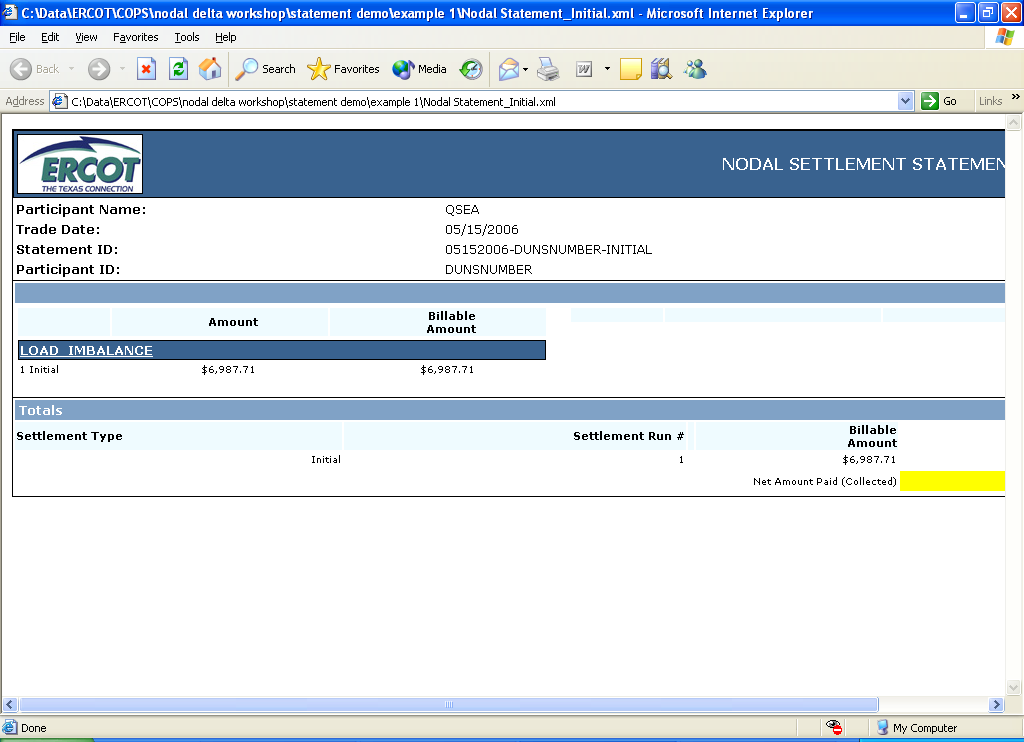 C:\Data\ERCOT\COPS\nodal delta workshop\statement demo\example 1\Nodal Statement_Initial.xml - Microsoft Internet Explorer
File Edit View Favorites Tools Help
Back Search Favorites Media
Address C:\Data\ERCOT\COPS\nodal delta workshop\statement demo\example 1\Nodal Statement_Initial.xml Go Links »
ERCOT
THE TEXAS CONNECTION
NODAL SETTLEMENT STATEMEN
Participant Name: QSEA
Trade Date: 05/15/2006
Statement ID: 05152006-DUNSNUMBER-INITIAL
Participant ID: DUNSNUMBER
Amount Billable Amount
LOAD_IMBALANCE
1 Initial $6,987.71 $6,987.71
Totals
Settlement Type Settlement Run # Billable Amount
Initial 1 $6,987.71
Net Amount Paid (Collected)
Done My Computer